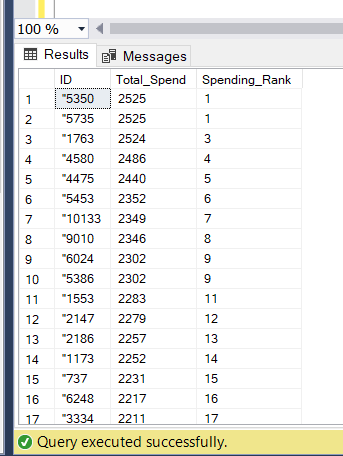 100 %
Results Messages
ID Total_Spend Spending_Rank
1 "5350 2525 1
2 "5735 2525 1
3 "1763 2524 3
4 "4580 2486 4
5 "4475 2440 5
6 "5453 2352 6
7 "10133 2349 7
8 "9010 2346 8
9 "6024 2302 9
10 "5386 2302 9
11 "1553 2283 11
12 "2147 2279 12
13 "2186 2257 13
14 "1173 2252 14
15 "737 2231 15
16 "6248 2217 16
17 "3334 2211 17
Query executed successfully.